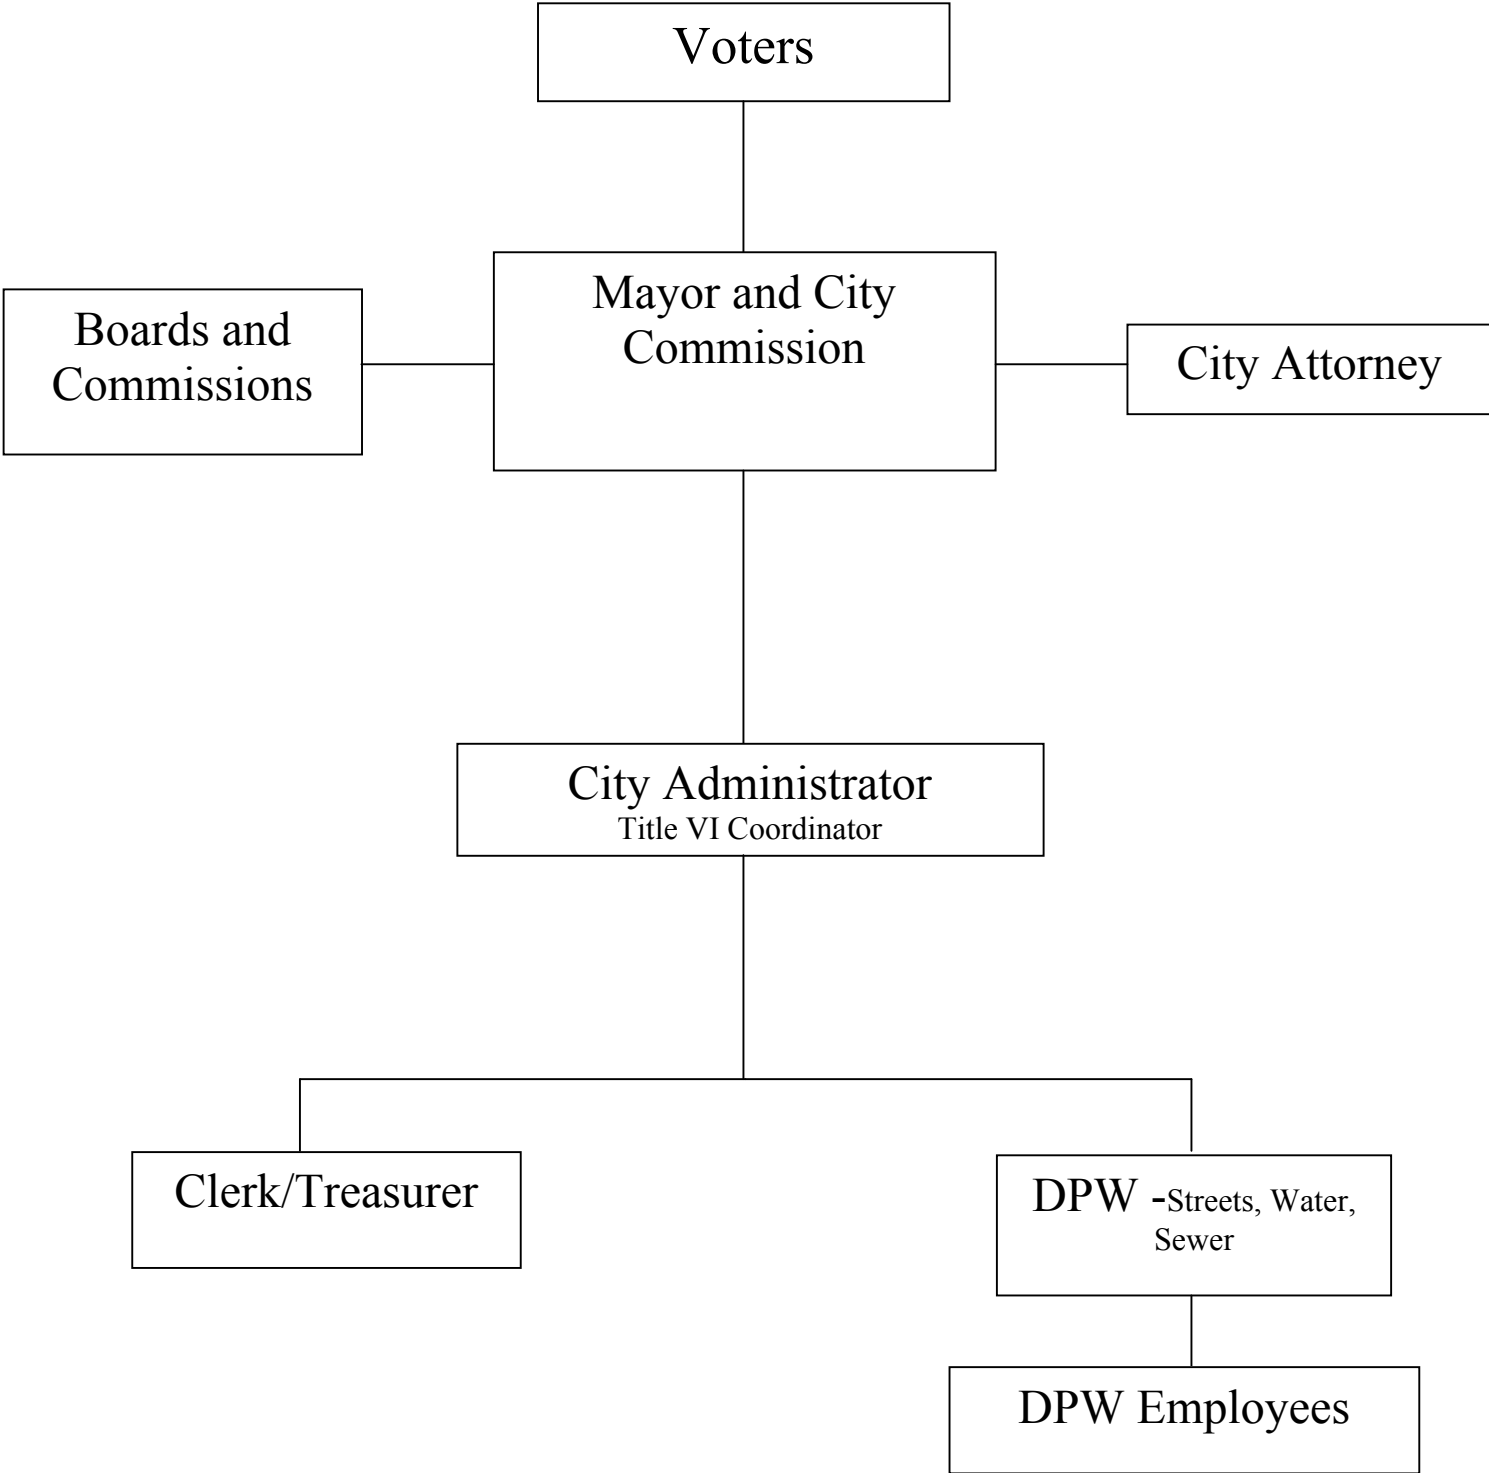 Voters
Mayor and City
Commission
Boards and
Commissions
City Attorney
City Administrator
Title VI Coordinator
Clerk/Treasurer
DPW -Streets, Water,
Sewer
DPW Employees